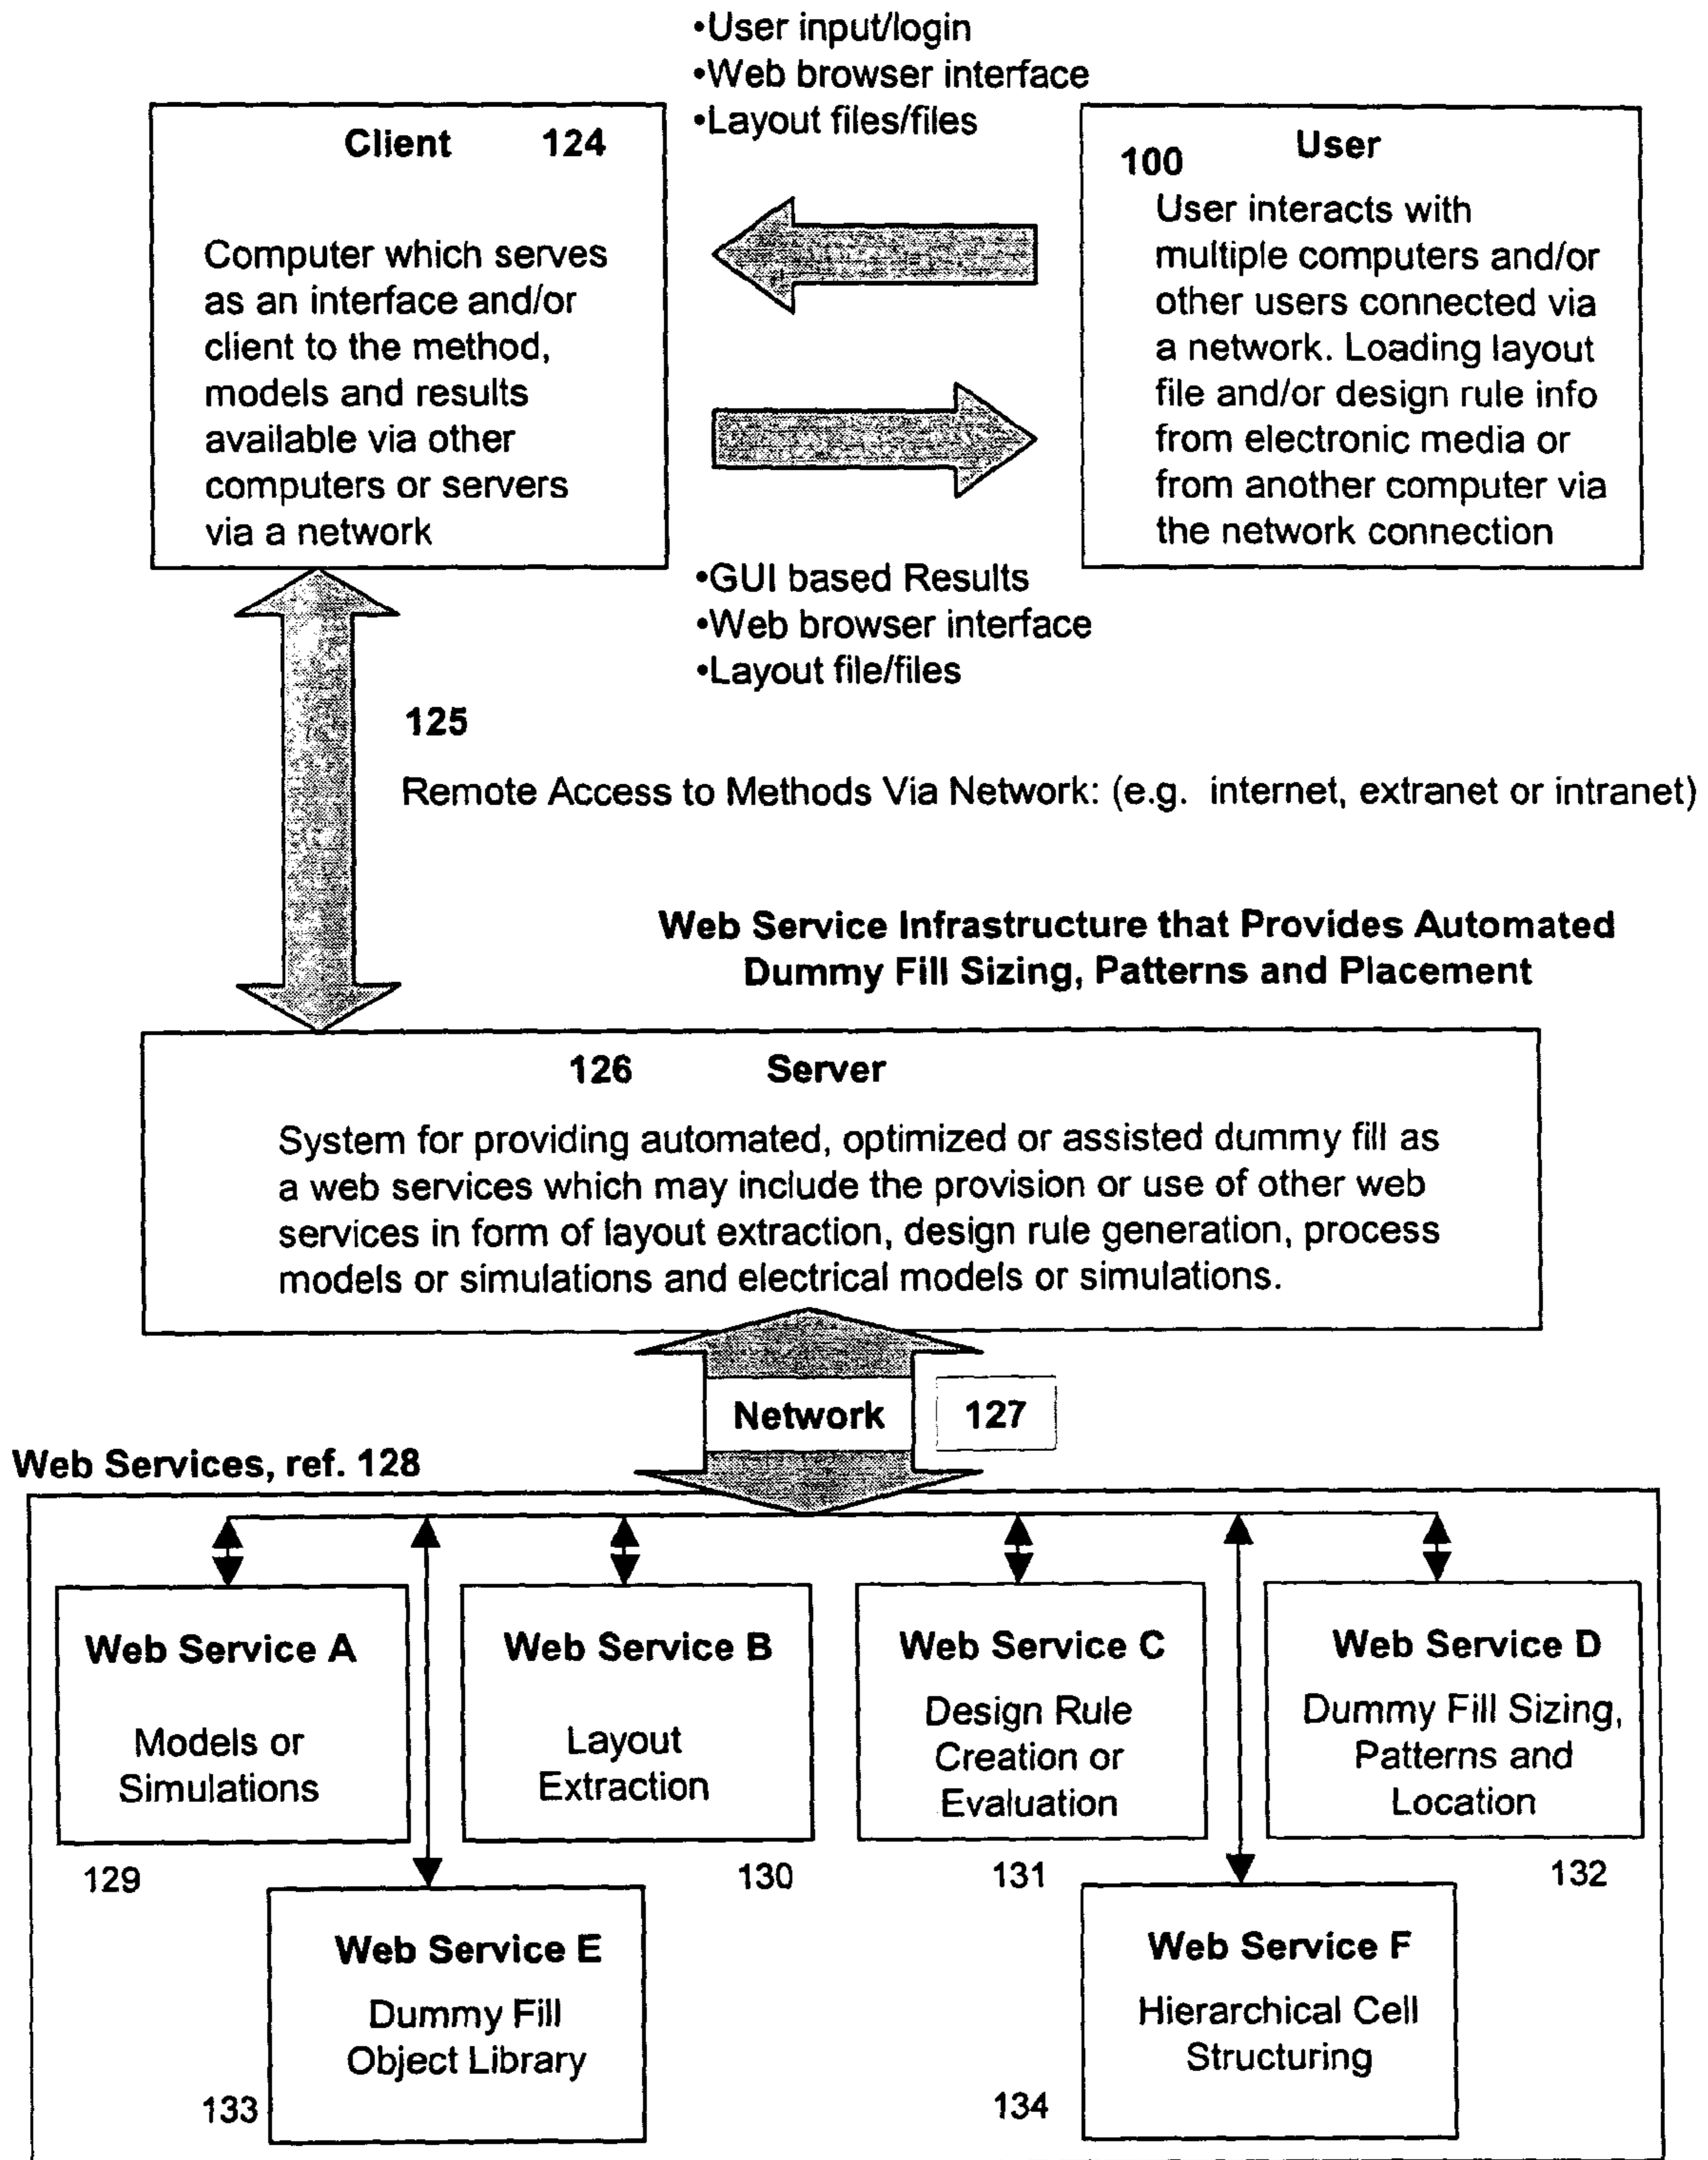 •User input/login
•Web browser interface
•Layout files/files
Client 124
Computer which serves
as an interface and/or
client to the method,
models and results
available via other
computers or servers
via a network
100 User
User interacts with
multiple computers and/or
other users connected via
a network. Loading layout
file and/or design rule info
from electronic media or
from another computer via
the network connection
•GUI based Results
•Web browser interface
•Layout file/files
125
Remote Access to Methods Via Network: (e.g. internet, extranet or intranet)
Web Service Infrastructure that Provides Automated
Dummy Fill Sizing, Patterns and Placement
126 Server
System for providing automated, optimized or assisted dummy fill as
a web services which may include the provision or use of other web
services in form of layout extraction, design rule generation, process
models or simulations and electrical models or simulations.
Network 127
Web Services, ref. 128
Web Service A
Models or
Simulations
129
Web Service B
Layout
Extraction
130
Web Service C
Design Rule
Creation or
Evaluation
131
Web Service D
Dummy Fill Sizing,
Patterns and
Location
132
Web Service E
Dummy Fill
Object Library
133
Web Service F
Hierarchical Cell
Structuring
134